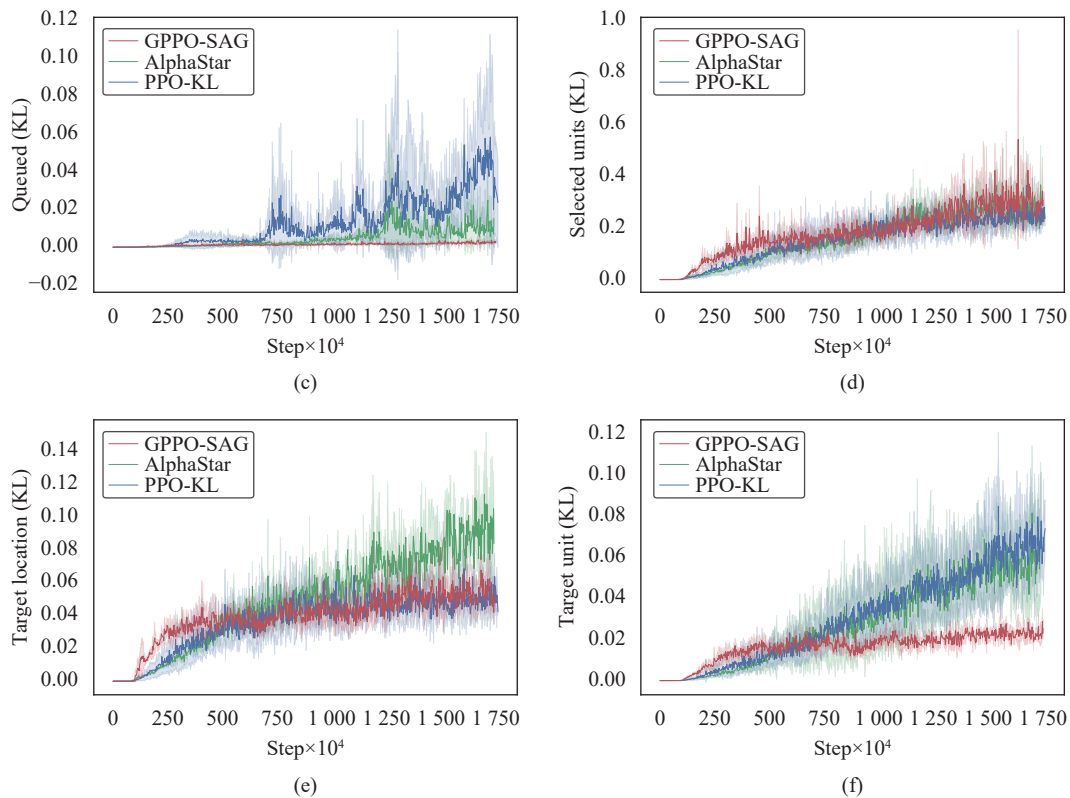 0.12
0.10
0.08
0.06
0.04
0.02
0.00
−0.02
Queued (KL)
GPPO-SAG
AlphaStar
PPO-KL
0 250 500 750 1 000 1 250 1 500 1 750
Step×10⁴
(c)
1.0
0.8
0.6
0.4
0.2
0.0
Selected units (KL)
GPPO-SAG
AlphaStar
PPO-KL
0 250 500 750 1 000 1 250 1 500 1 750
Step×10⁴
(d)
0.14
0.12
0.10
0.08
0.06
0.04
0.02
0.00
Target location (KL)
GPPO-SAG
AlphaStar
PPO-KL
0 250 500 750 1 000 1 250 1 500 1 750
Step×10⁴
(e)
0.12
0.10
0.08
0.06
0.04
0.02
0.00
Target unit (KL)
GPPO-SAG
AlphaStar
PPO-KL
0 250 500 750 1 000 1 250 1 500 1 750
Step×10⁴
(f)